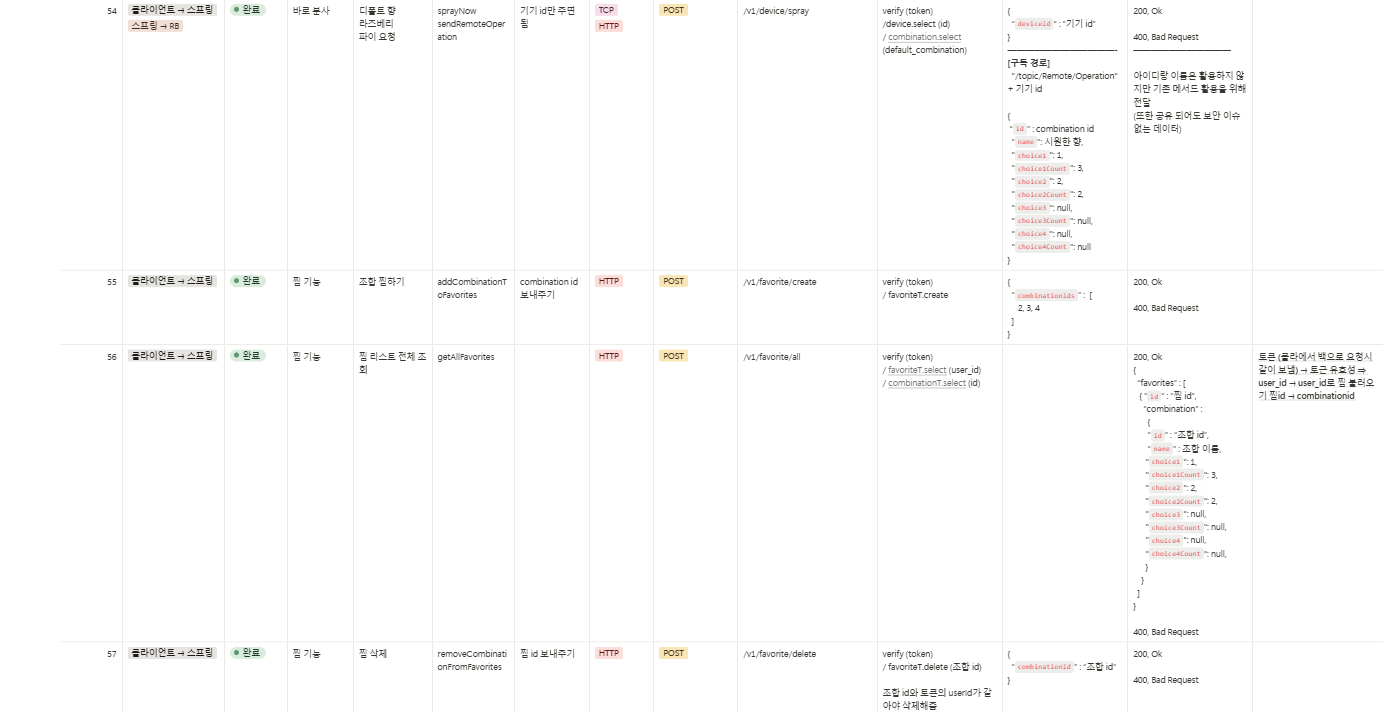 54
클라이언트 → 스프링
스프링 → RB
완료
바로 분사
디폴트 향
라즈베리
파이 요청
sprayNow
sendRemoteOper
ation
기기 id만 주면
됨
TCP
HTTP
POST
/v1/device/spray
verify (token)
/device.select (id)
/ combination.select
(default_combination)
{
"deviceId" : "기기 id"
}
—————————————-
[구독 경로]
"/topic/Remote/Operation"
+ 기기 id
{
"id" : combination id
"name": 시원한 향,
"choice1": 1,
"choice1Count": 3,
"choice2": 2,
"choice2Count": 2,
"choice3": null,
"choice3Count": null,
"choice4": null,
"choice4Count": null
}
200, Ok
400, Bad Request
————————————
아이디랑 이름은 활용하지 않
지만 기존 메서드 활용을 위해
전달
(또한 공유 되어도 보안 이슈
없는 데이터)
55
클라이언트 → 스프링
완료
찜 기능
조합 찜하기
addCombinationT
oFavorites
combination id
보내주기
HTTP
POST
/v1/favorite/create
verify (token)
/ favoriteT.create
{
"combinationIds" : [
2, 3, 4
]
}
200, Ok
400, Bad Request
56
클라이언트 → 스프링
완료
찜 기능
찜 리스트 전체 조
회
getAllFavorites
HTTP
POST
/v1/favorite/all
verify (token)
/ favoriteT.select (user_id)
/ combinationT.select (id)
200, Ok
{
"favorites" : [
{ "id" : "찜 id",
"combination" :
{
"id" : "조합 id",
"name" : 조합 이름,
"choice1": 1,
"choice1Count": 3,
"choice2": 2,
"choice2Count": 2,
"choice3": null,
"choice3Count": null,
"choice4": null,
"choice4Count": null,
}
}
]
}
400, Bad Request
토큰 (클라에서 백으로 요청시
같이 보냄) → 토근 유효성 ⇒
user_id → user_id로 찜 불러오
기 찜id → combinationid
57
클라이언트 → 스프링
완료
찜 기능
찜 삭제
removeCombinati
onFromFavorites
찜 id 보내주기
HTTP
POST
/v1/favorite/delete
verify (token)
/ favoriteT.delete (조합 id)
조합 id와 토큰의 userId가 같
아야 삭제해줌
{
"combinationId" : "조합 id"
}
200, Ok
400, Bad Request